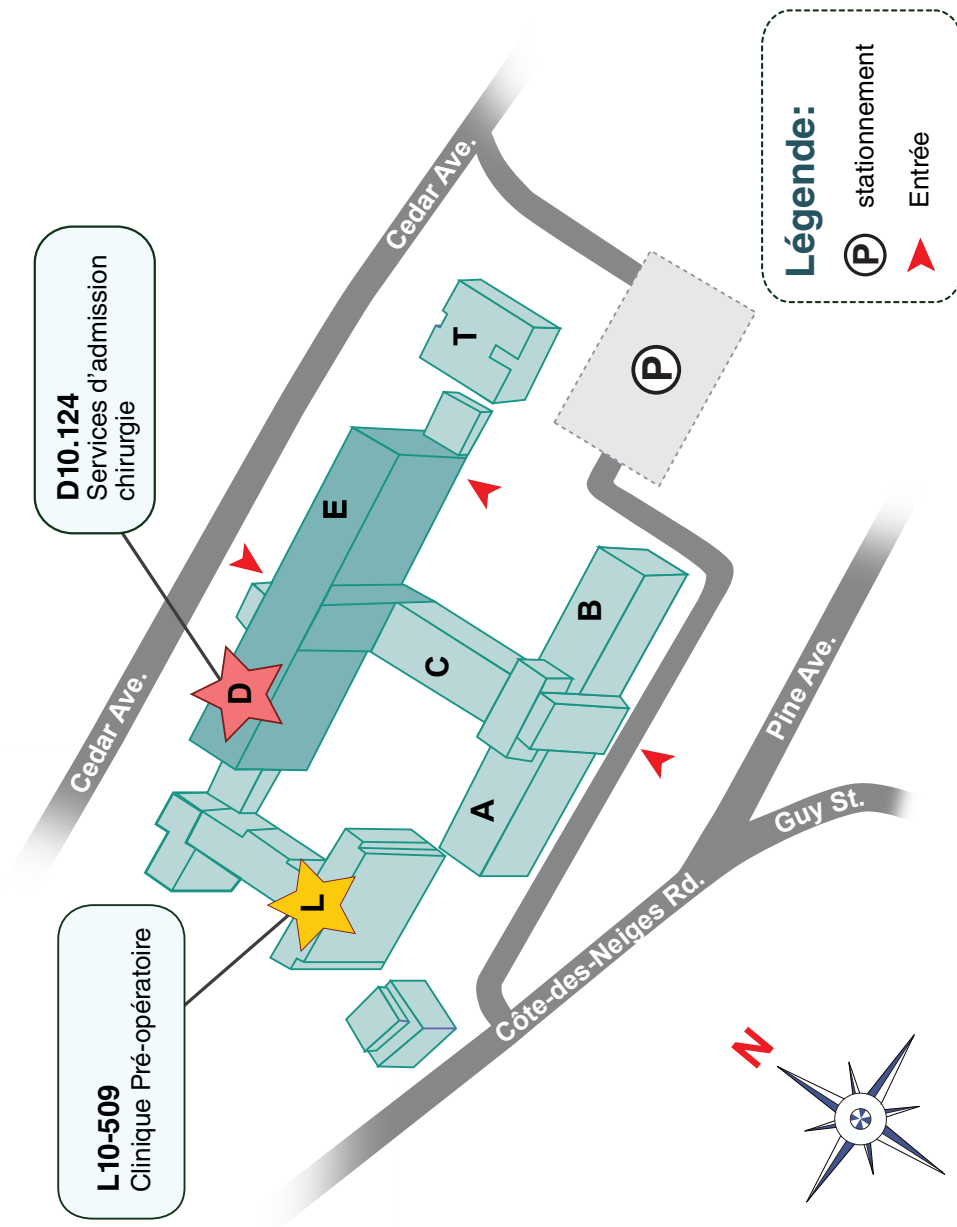 L10-509
Clinique Pré-opératoire
D10.124
Services d'admission
chirurgie
Cedar Ave.
Cedar Ave.
D
E
T
L
C
A
B
P
Côte-des-Neiges Rd.
Guy St.
Pine Ave.
N
Légende:
P stationnement
Entrée